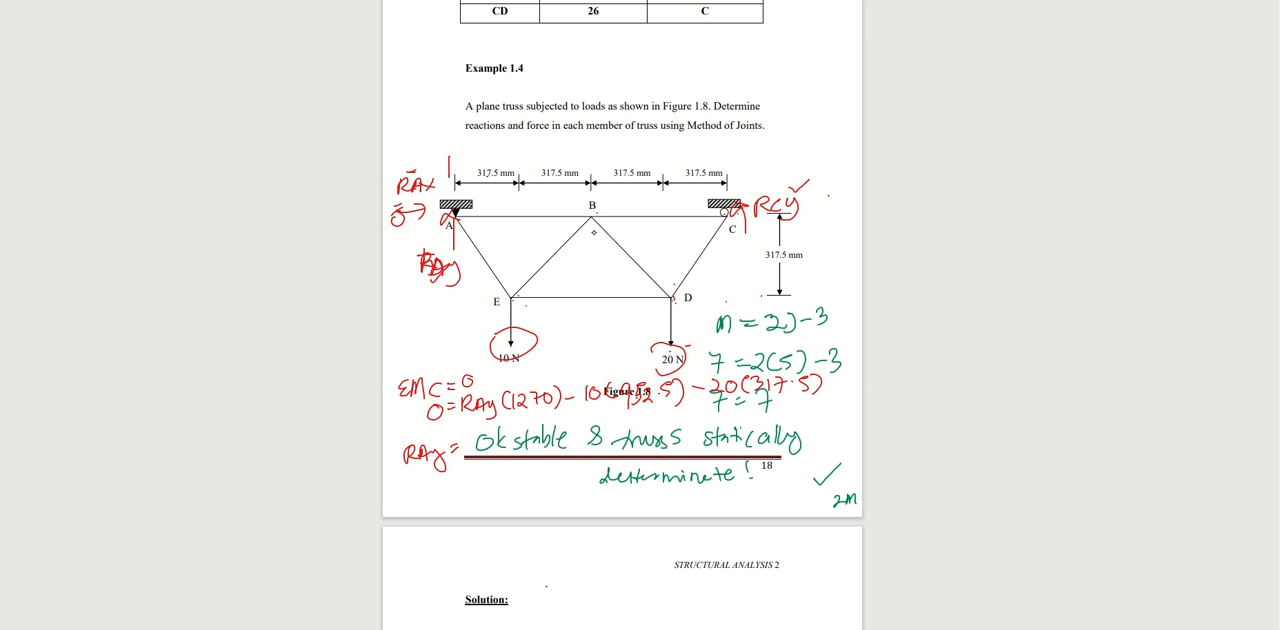 CD 26 C
Example 1.4
A plane truss subjected to loads as shown in Figure 1.8. Determine
reactions and force in each member of truss using Method of Joints.
317.5 mm 317.5 mm 317.5 mm 317.5 mm
RAX
0
B
RCY
A
C
RAy
317.5 mm
E
D
m = 2J-3
10 N
20 N
7 = 2(5) -3
ΣMC = 0
0 = RAy (1270) - 10(952.5) - 20(317.5)
Figure 1.8
7 = 7
RAy =
Ok stable & truss statically
determinate!
18
2M
STRUCTURAL ANALYSIS 2
Solution: